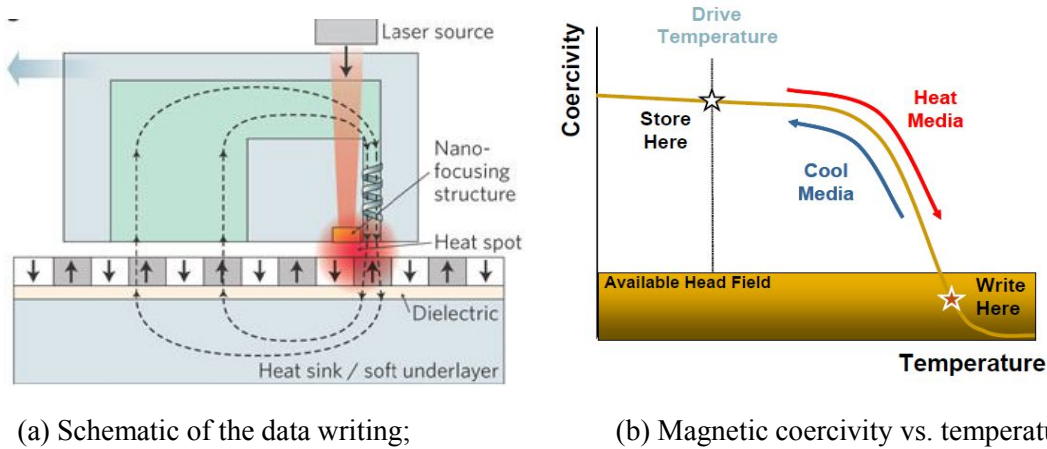 Laser source
Nano-
focusing
structure
Heat spot
Dielectric
Heat sink / soft underlayer
Drive
Temperature
Coercivity
Store
Here
Heat
Media
Cool
Media
Available Head Field
Write
Here
Temperature
(a) Schematic of the data writing;
(b) Magnetic coercivity vs. temperatu